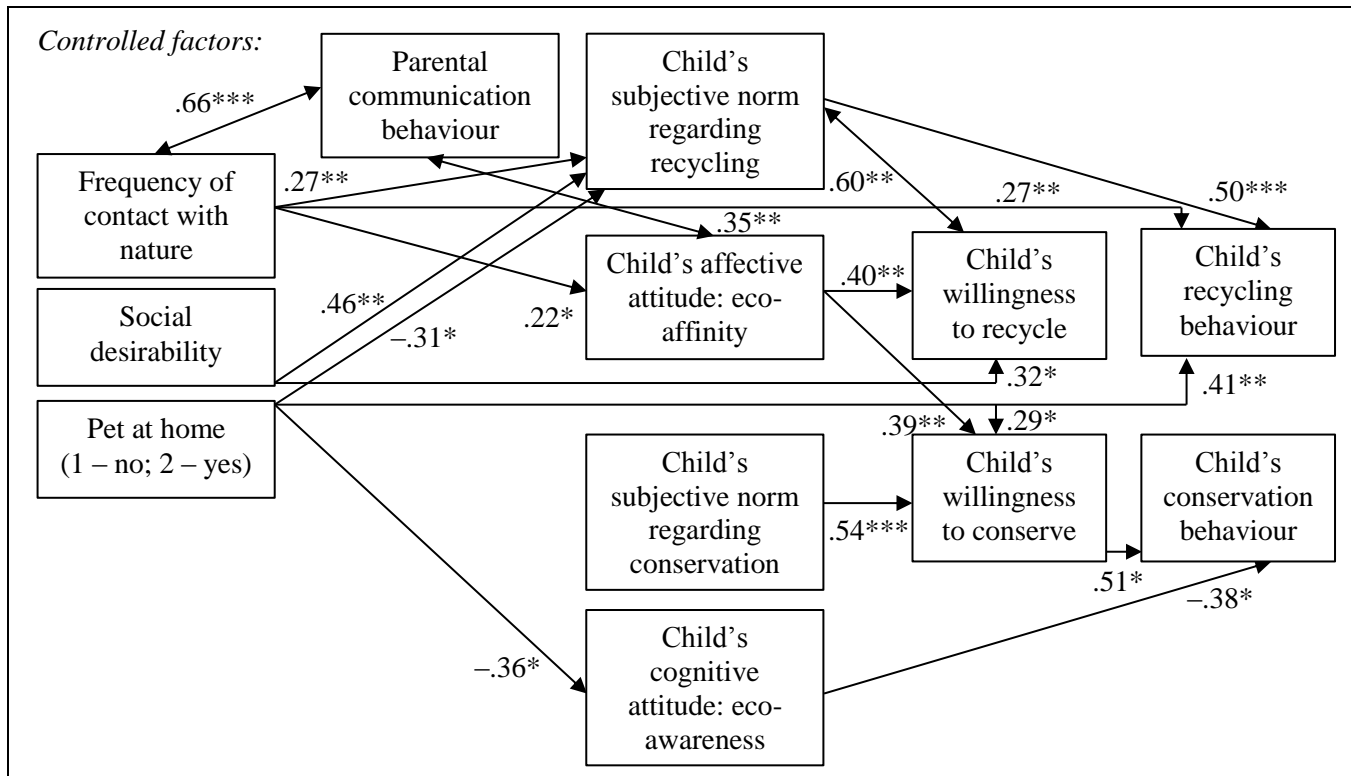 Controlled factors:
Parental
communication
behaviour
Child's
subjective norm
regarding
recycling
.66***
Frequency of
contact with
nature
.27**
.60**
.27**
.50***
.35**
Child's affective
attitude: eco-
affinity
.40**
Child's
willingness
to recycle
Child's
recycling
behaviour
Social
desirability
.46**
–.31*
.22*
.32*
.41**
Pet at home
(1 – no; 2 – yes)
.39**
.29*
Child's
subjective norm
regarding
conservation
.54***
Child's
willingness
to conserve
Child's
conservation
behaviour
.51*
–.38*
–.36*
Child's
cognitive
attitude: eco-
awareness